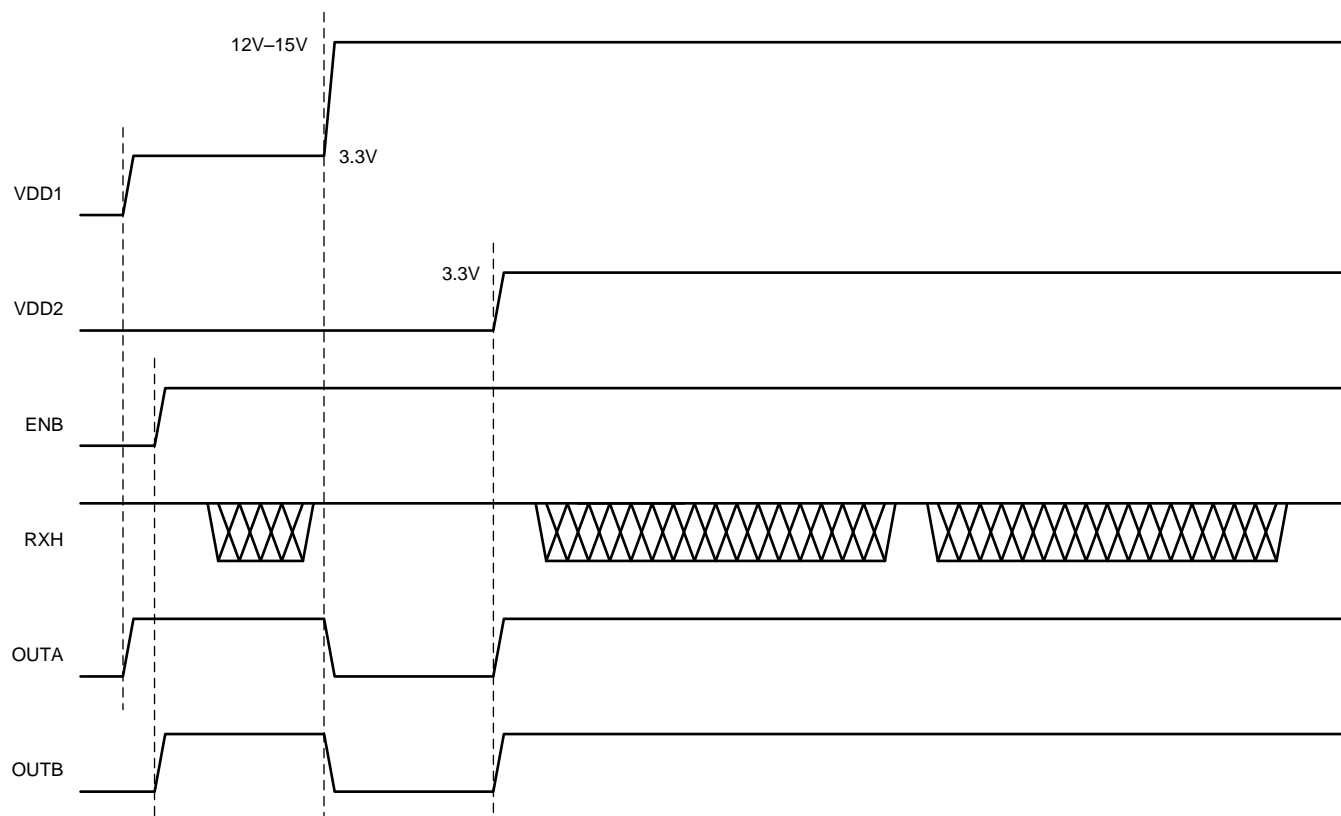 12V–15V
3.3V
VDD1
3.3V
VDD2
ENB
RXH
OUTA
OUTB